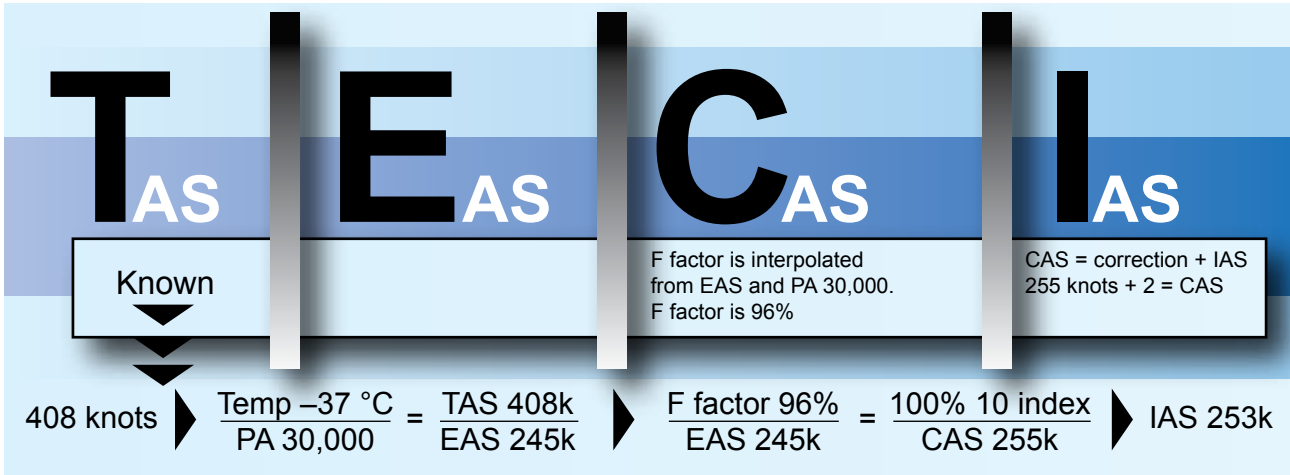 TAS EAS CAS IAS
Known
F factor is interpolated
from EAS and PA 30,000.
F factor is 96%
CAS = correction + IAS
255 knots + 2 = CAS
408 knots Temp –37 °C = TAS 408k F factor 96% = 100% 10 index IAS 253k
PA 30,000 EAS 245k EAS 245k CAS 255k